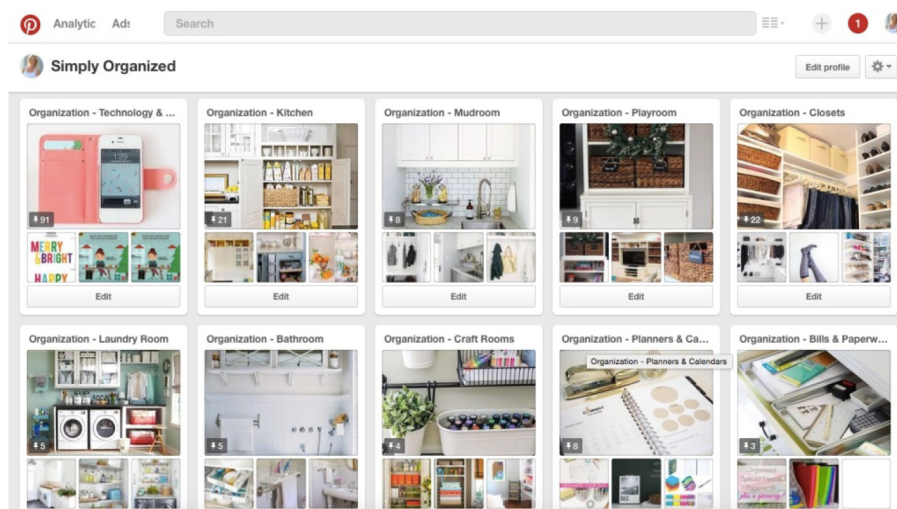 Analytic Ads Search 1
Simply Organized Edit profile
Organization - Technology & ... Organization - Kitchen Organization - Mudroom Organization - Playroom Organization - Closets
1:29
91 21 8 9 22
MERRY
&BRIGHT
HAPPY
Edit Edit Edit Edit Edit
Organization - Laundry Room Organization - Bathroom Organization - Craft Rooms Organization - Planners & Ca... Organization - Bills & Paperw...
Organization - Planners & Calendars
5 5 4 8 3